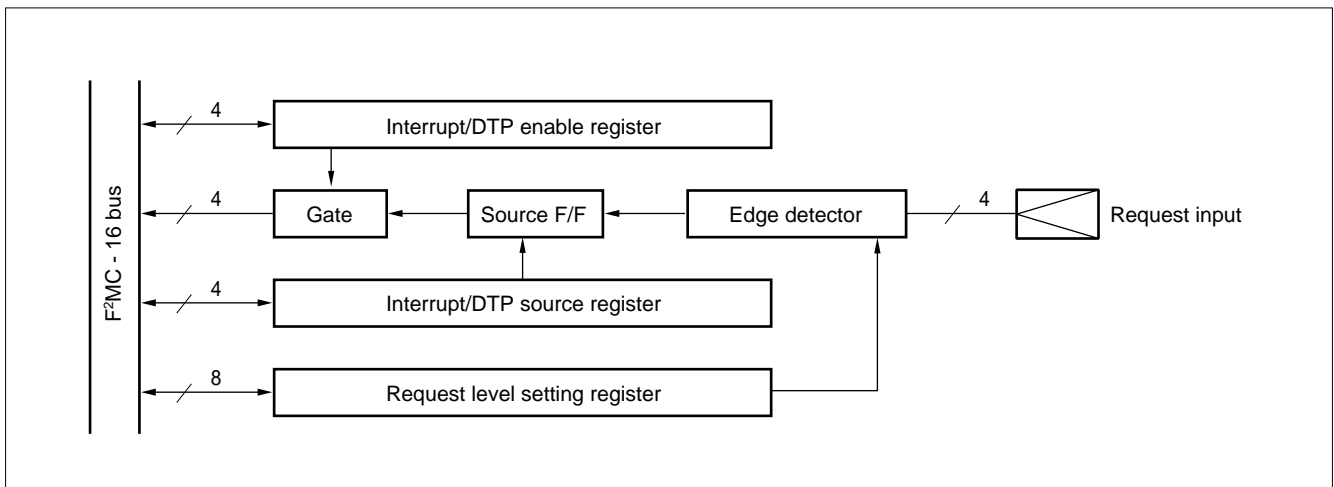 F²MC - 16 bus
4
Interrupt/DTP enable register
4
Gate
Source F/F
Edge detector
4
Request input
4
Interrupt/DTP source register
8
Request level setting register